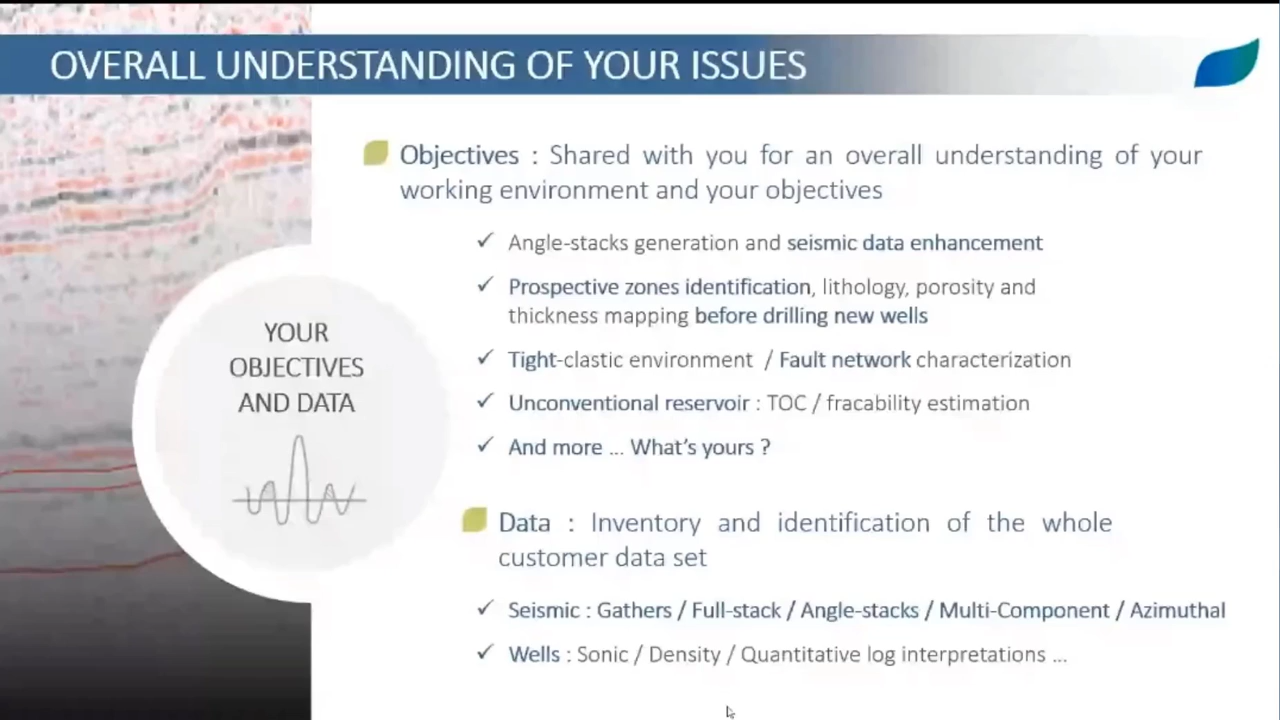 OVERALL UNDERSTANDING OF YOUR ISSUES
Objectives : Shared with you for an overall understanding of your
working environment and your objectives
✓ Angle-stacks generation and seismic data enhancement
✓ Prospective zones identification, lithology, porosity and
thickness mapping before drilling new wells
✓ Tight-clastic environment / Fault network characterization
✓ Unconventional reservoir : TOC / fracability estimation
✓ And more ... What's yours ?
YOUR
OBJECTIVES
AND DATA
Data : Inventory and identification of the whole
customer data set
✓ Seismic : Gathers / Full-stack / Angle-stacks / Multi-Component / Azimuthal
✓ Wells : Sonic / Density / Quantitative log interpretations ...